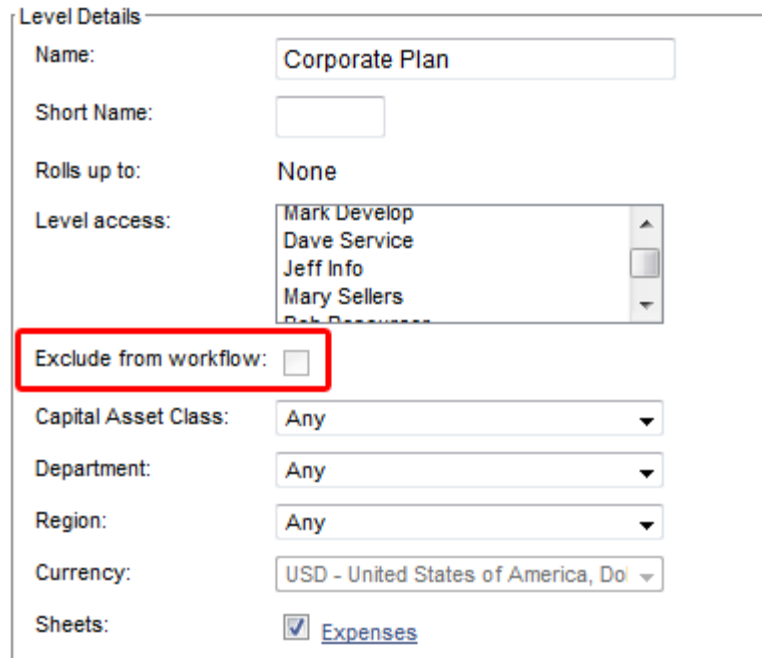 Level Details
Name: Corporate Plan
Short Name:
Rolls up to: None
Level access: Mark Develop
Dave Service
Jeff Info
Mary Sellers
Exclude from workflow:
Capital Asset Class: Any
Department: Any
Region: Any
Currency: USD - United States of America, Dol
Sheets: Expenses